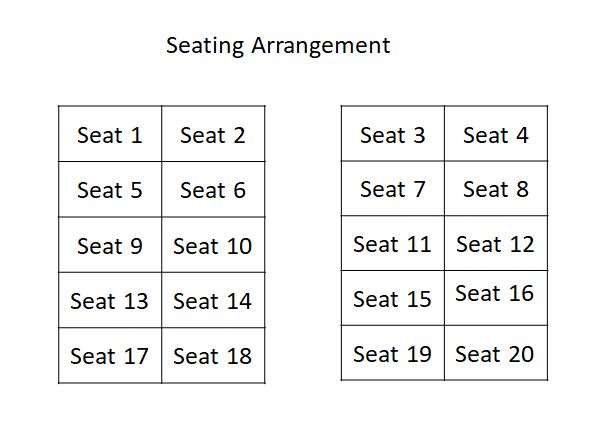 Seating Arrangement
Seat 1 Seat 2 Seat 3 Seat 4
Seat 5 Seat 6 Seat 7 Seat 8
Seat 9 Seat 10 Seat 11 Seat 12
Seat 13 Seat 14 Seat 15 Seat 16
Seat 17 Seat 18 Seat 19 Seat 20